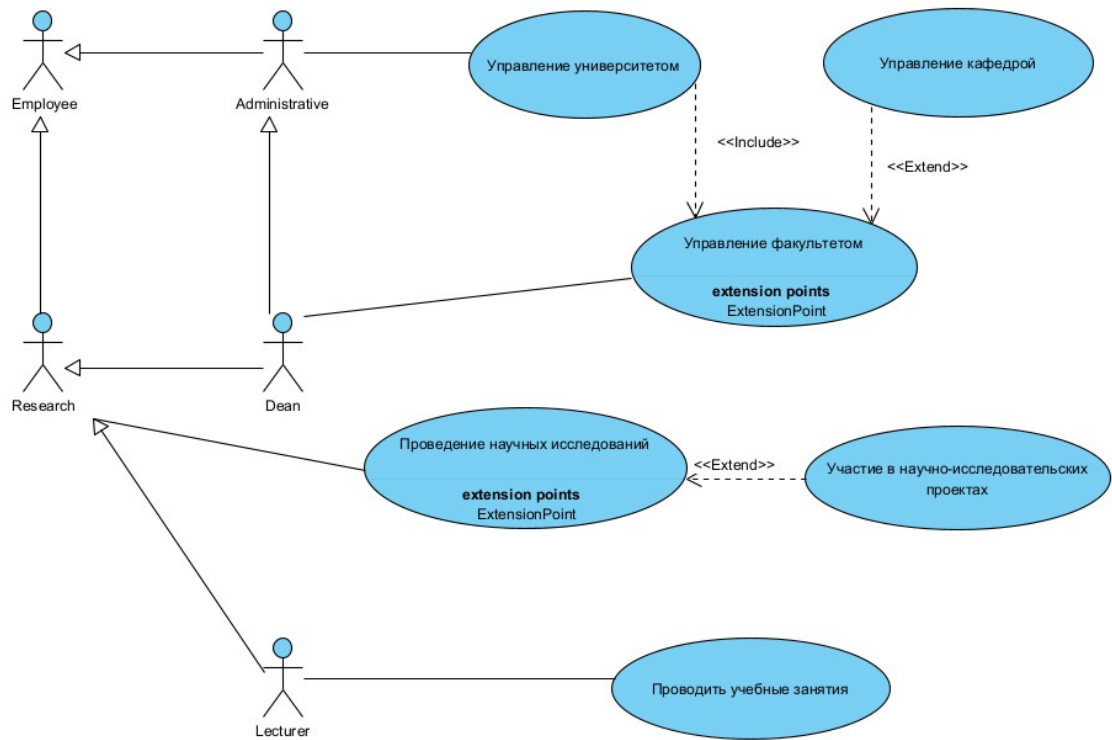 Employee
Administrative
Управление университетом
Управление кафедрой
<<Include>>
<<Extend>>
Управление факультетом
extension points
ExtensionPoint
Research
Dean
Проведение научных исследований
extension points
ExtensionPoint
<<Extend>>
Участие в научно-исследовательских
проектах
Lecturer
Проводить учебные занятия